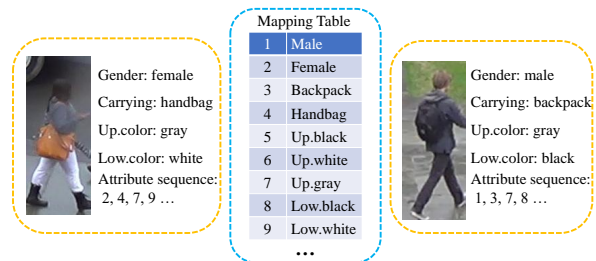 Gender: female
Carrying: handbag
Up.color: gray
Low.color: white
Attribute sequence:
2, 4, 7, 9 ...
Mapping Table
1 Male
2 Female
3 Backpack
4 Handbag
5 Up.black
6 Up.white
7 Up.gray
8 Low.black
9 Low.white
...
Gender: male
Carrying: backpack
Up.color: gray
Low.color: black
Attribute sequence:
1, 3, 7, 8 ...